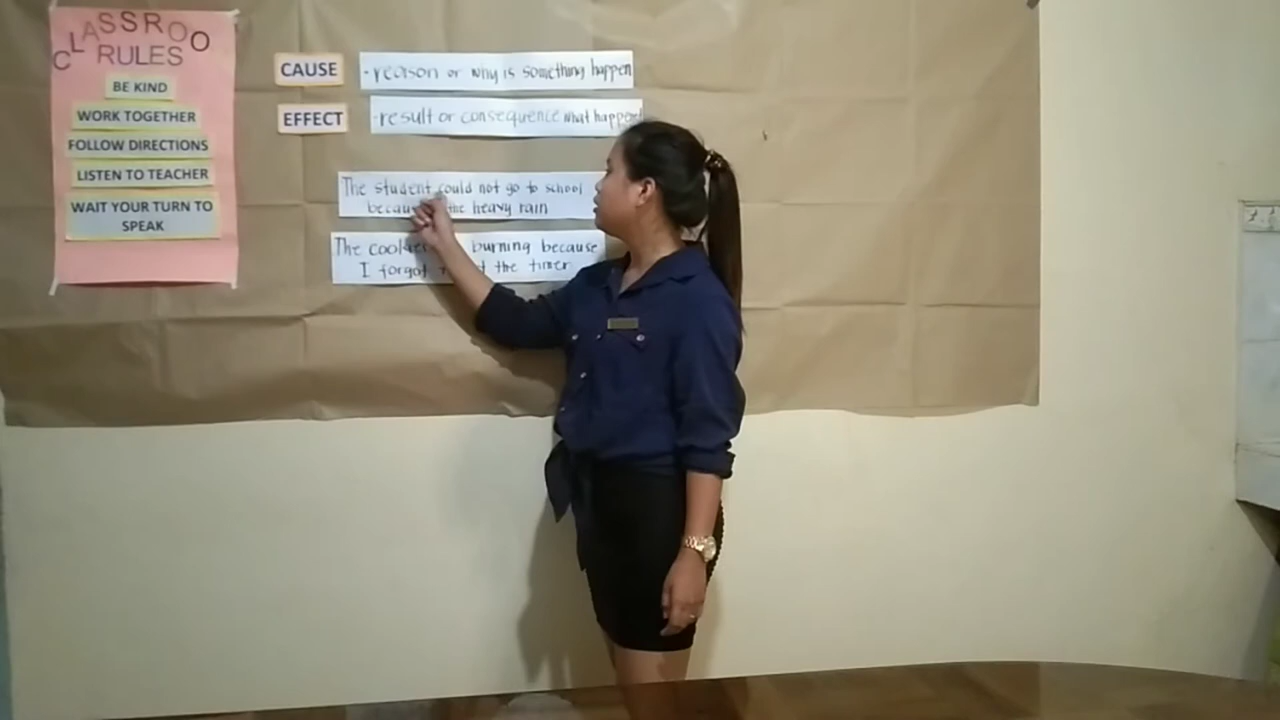 CLASSROO
RULES
BE KIND
WORK TOGETHER
FOLLOW DIRECTIONS
LISTEN TO TEACHER
WAIT YOUR TURN TO
SPEAK
CAUSE
-reason or why is something happen
EFFECT
-result or consequence what happen
The student could not go to school
the heavy rain
The burning because
I forgot the timer